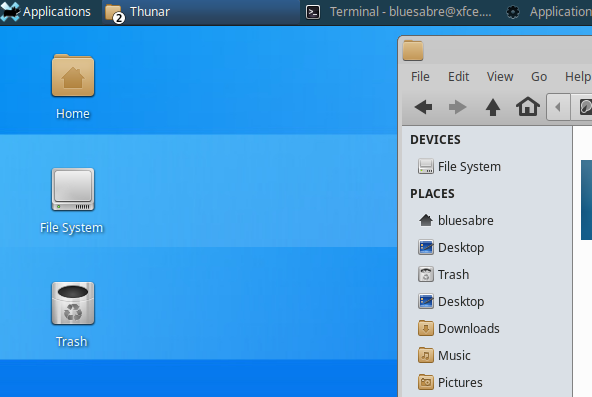 Applications
2
Thunar
Terminal - bluesabre@xfce....
Application
Home
File System
Trash
File Edit View Go Help
DEVICES
File System
PLACES
bluesabre
Desktop
Trash
Desktop
Downloads
Music
Pictures